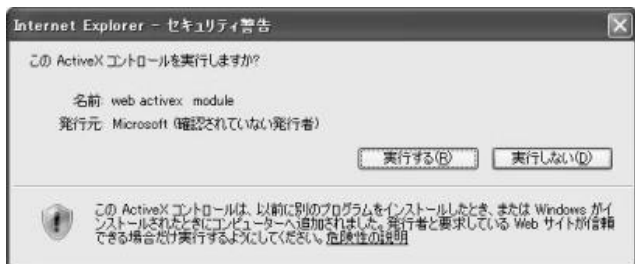 Internet Explorer - セキュリティ警告
この ActiveX コントロールを実行しますか?
名前: web activex module
発行元: Microsoft (確認されていない発行者)
実行する(R) 実行しない(D)
この ActiveX コントロールは、以前に別のプログラムをインストールしたとき、または Windows がイ
ンストールされたときにコンピューターへ追加されました。発行者と要求している Web サイトが信頼
できる場合だけ実行するようにしてください。危険性の説明